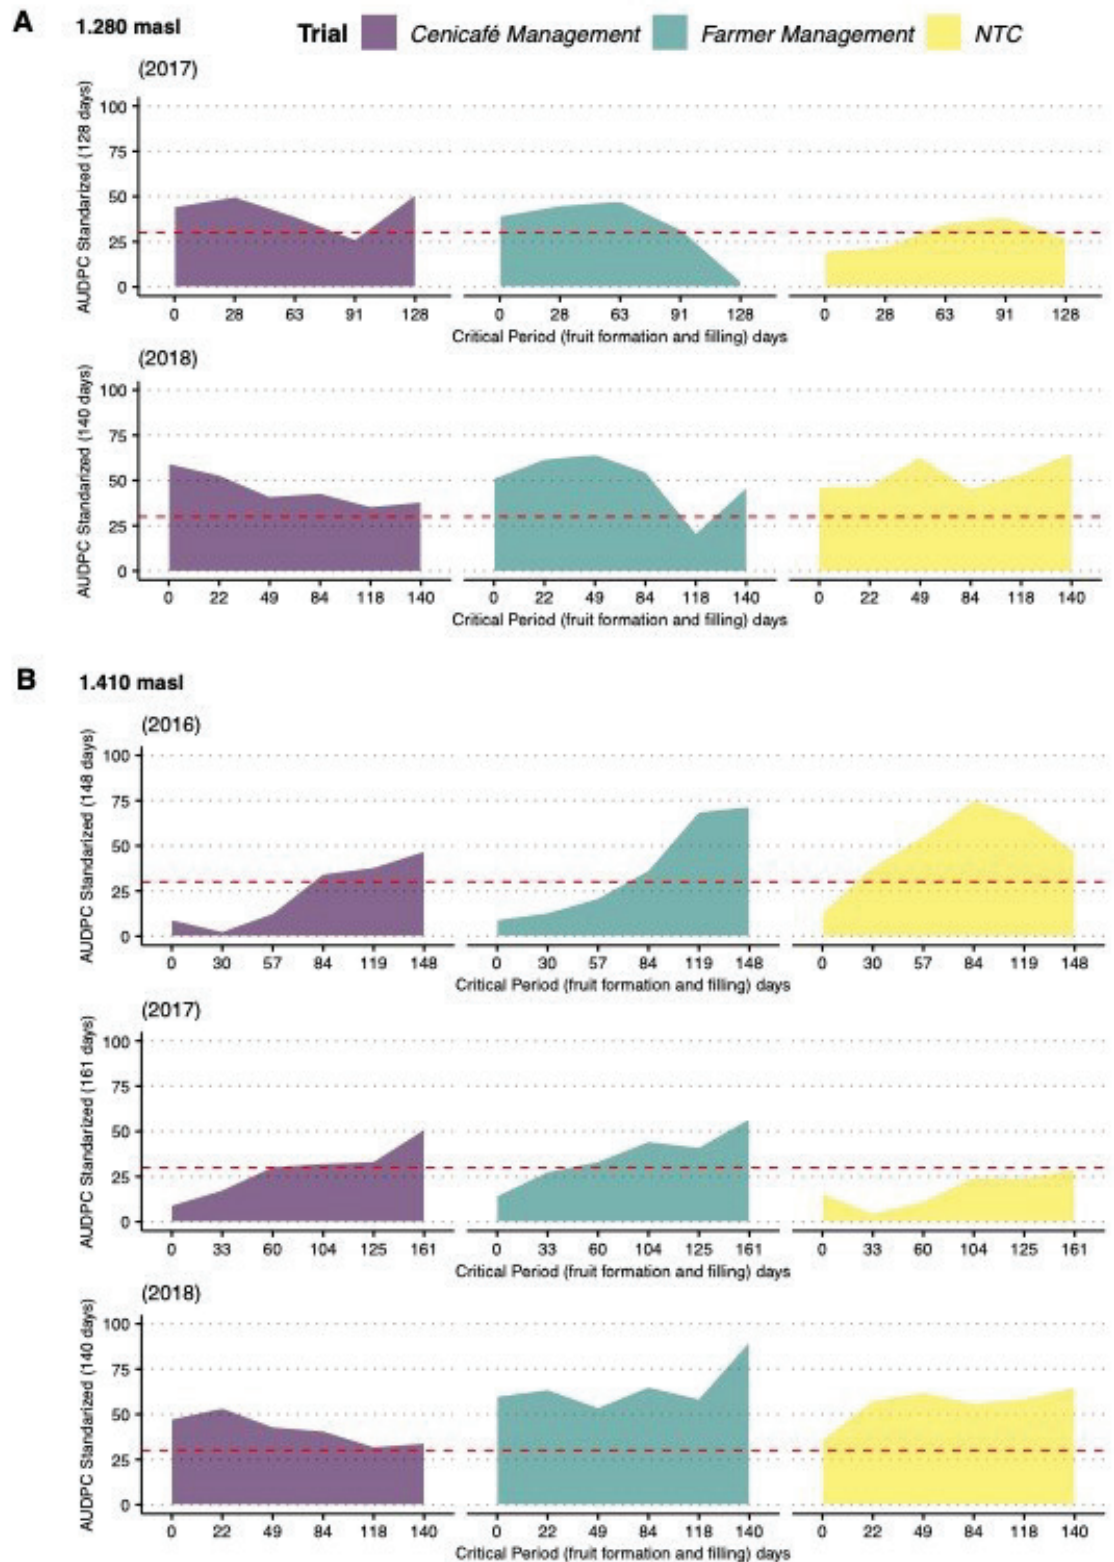 A 1.280 masl Trial Cenicafé Management Farmer Management NTC
(2017)
AUDPC Standarized (128 days)
100
75
50
25
0
0 28 63 91 128 0 28 63 91 128 0 28 63 91 128
Critical Period (fruit formation and filling) days
(2018)
AUDPC Standarized (140 days)
100
75
50
25
0
0 22 49 84 118 140 0 22 49 84 118 140 0 22 49 84 118 140
Critical Period (fruit formation and filling) days
B 1.410 masl
(2016)
AUDPC Standarized (148 days)
100
75
50
25
0
0 30 57 84 119 148 0 30 57 84 119 148 0 30 57 84 119 148
Critical Period (fruit formation and filling) days
(2017)
AUDPC Standarized (161 days)
100
75
50
25
0
0 33 60 104 125 161 0 33 60 104 125 161 0 33 60 104 125 161
Critical Period (fruit formation and filling) days
(2018)
AUDPC Standarized (140 days)
100
75
50
25
0
0 22 49 84 118 140 0 22 49 84 118 140 0 22 49 84 118 140
Critical Period (fruit formation and filling) days